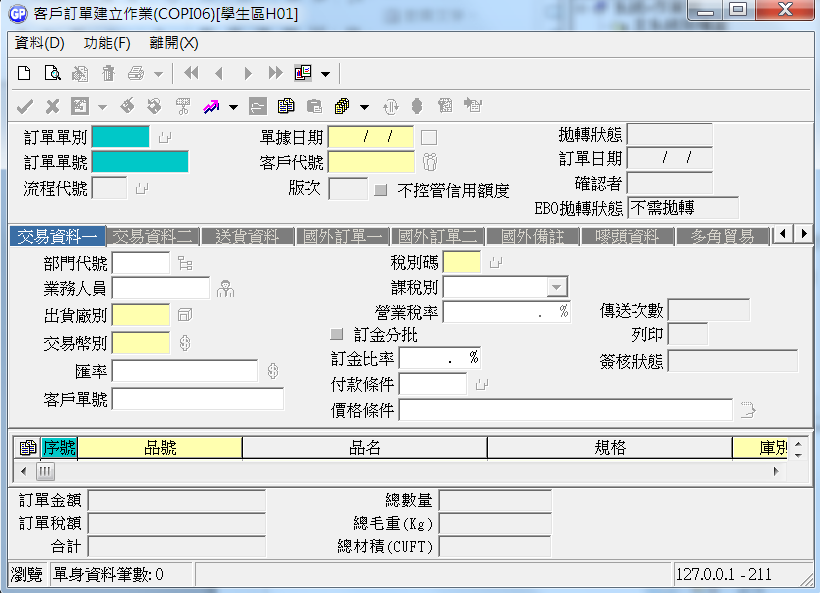 GP 客戶訂單建立作業(COPI06)[學生區H01]
資料(D) 功能(F) 離開(X)
訂單單別 單據日期 / / 拋轉狀態
訂單單號 客戶代號 訂單日期 / /
流程代號 版次 不控管信用額度 確認者
EBO拋轉狀態 不需拋轉
交易資料一 交易資料二 送貨資料 國外訂單一 國外訂單二 國外備註 嘜頭資料 多角貿易
部門代號 稅別碼
業務人員 課稅別
出貨廠別 營業稅率 . % 傳送次數
交易幣別 訂金分批 列印
匯率 訂金比率 . % 簽核狀態
客戶單號 付款條件
價格條件
序號 品號 品名 規格 庫別
訂單金額 總數量
訂單稅額 總毛重(Kg)
合計 總材積(CUFT)
瀏覽 單身資料筆數: 0 127.0.0.1 - 211